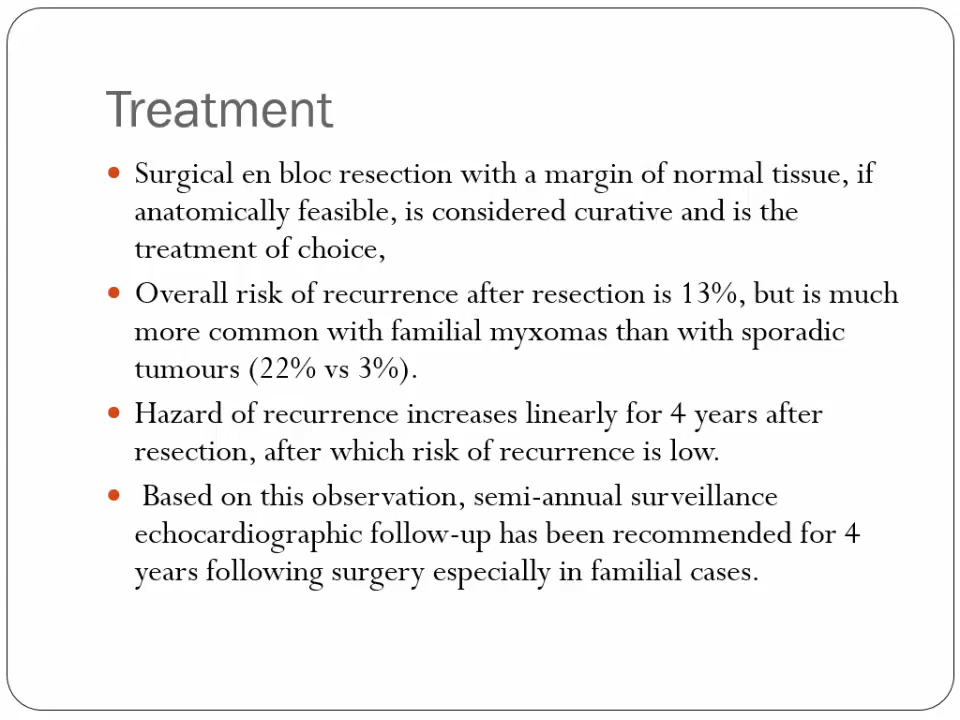 Treatment
• Surgical en bloc resection with a margin of normal tissue, if
anatomically feasible, is considered curative and is the
treatment of choice,
• Overall risk of recurrence after resection is 13%, but is much
more common with familial myxomas than with sporadic
tumours (22% vs 3%).
• Hazard of recurrence increases linearly for 4 years after
resection, after which risk of recurrence is low.
• Based on this observation, semi-annual surveillance
echocardiographic follow-up has been recommended for 4
years following surgery especially in familial cases.